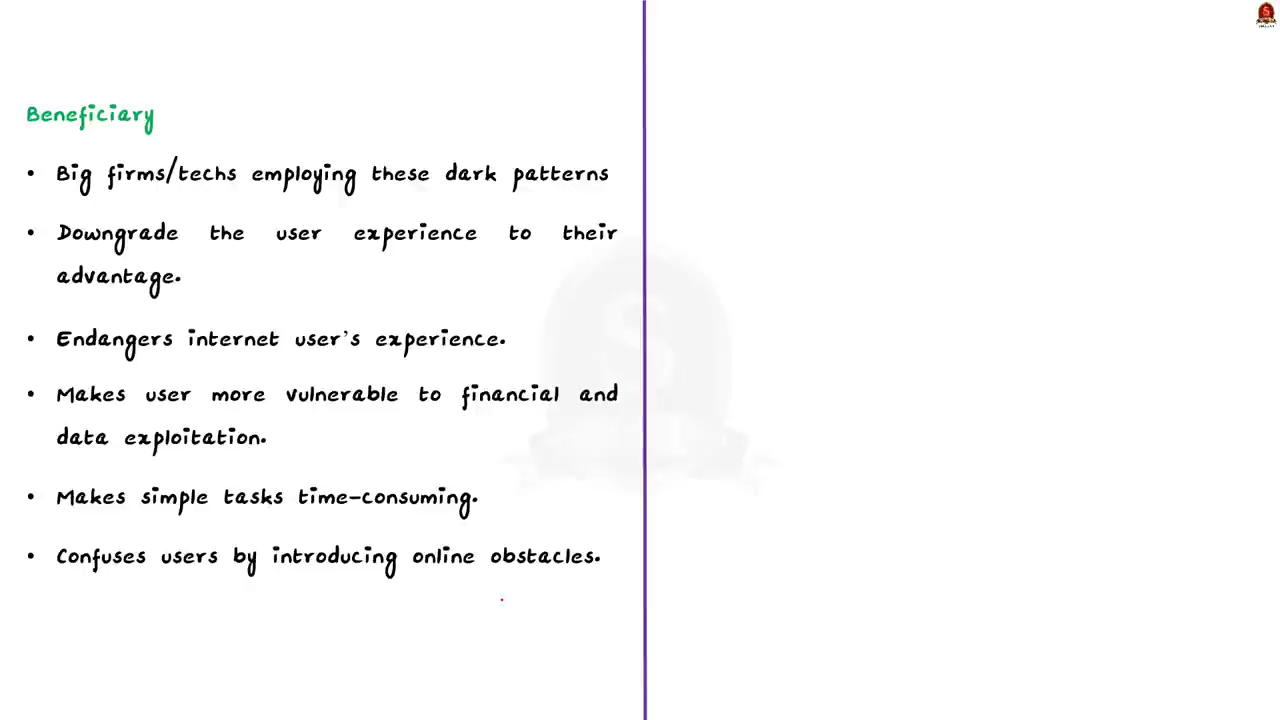 Beneficiary
• Big firms/techs employing these dark patterns
• Downgrade the user experience to their
advantage.
• Endangers internet user's experience.
• Makes user more vulnerable to financial and
data exploitation.
• Makes simple tasks time-consuming.
• Confuses users by introducing online obstacles.